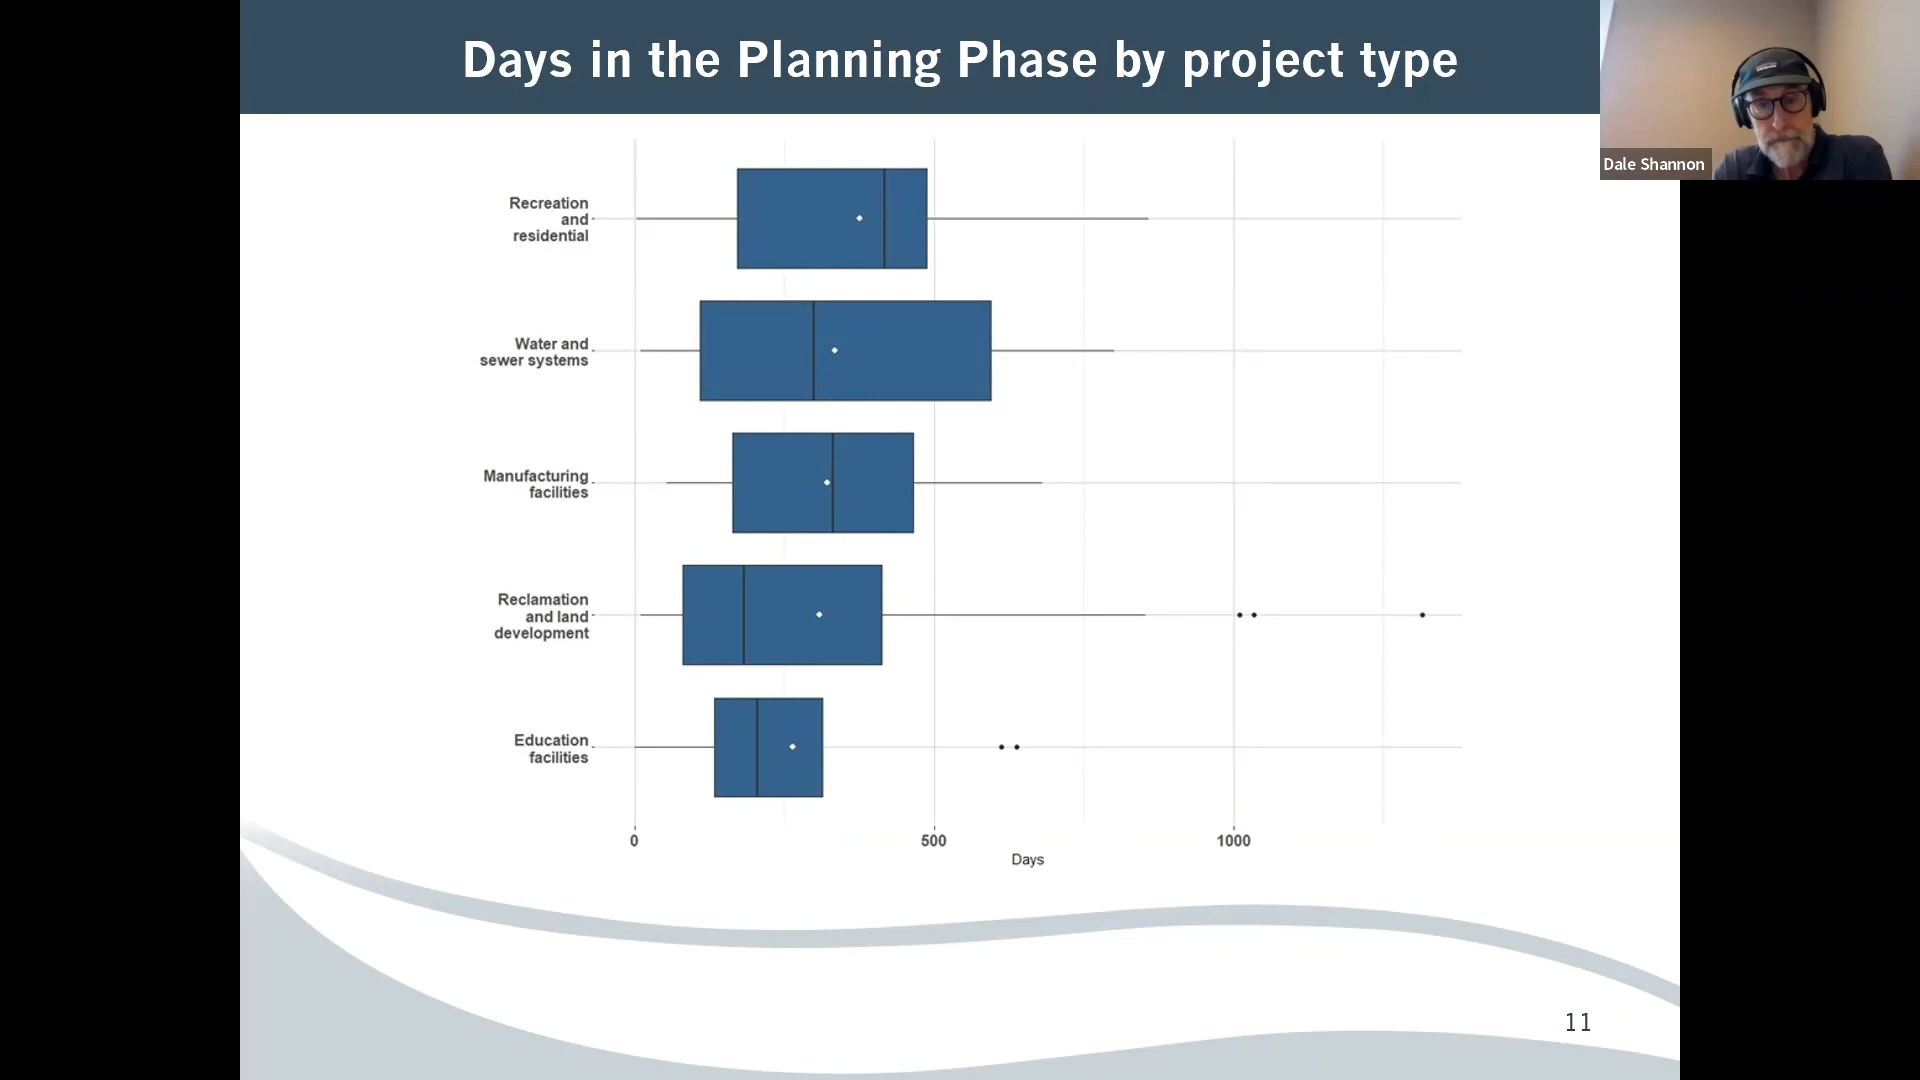 Days in the Planning Phase by project type
Dale Shannon
Recreation
and
residential
Water and
sewer systems
Manufacturing
facilities
Reclamation
and land
development
Education
facilities
0 500 1000
Days
11